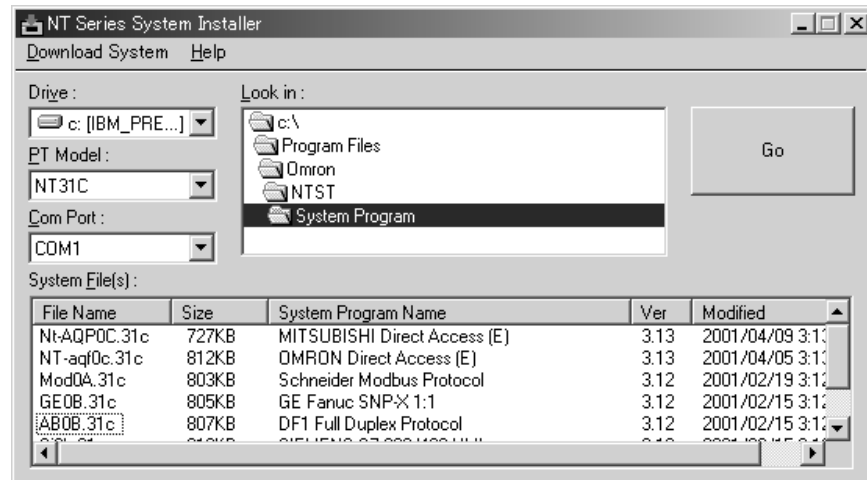 NT Series System Installer
Download System Help
Drive :
c: [IBM_PRE...]
PT Model :
NT31C
Com Port :
COM1
Look in :
c:\
Program Files
Omron
NTST
System Program
Go
System File(s) :
File Name Size System Program Name Ver Modified
Nt-AQP0C.31c 727KB MITSUBISHI Direct Access (E) 3.13 2001/04/09 3:13
NT-aqf0c.31c 812KB OMRON Direct Access (E) 3.13 2001/04/05 3:13
Mod0A.31c 803KB Schneider Modbus Protocol 3.12 2001/02/19 3:12
GE0B.31c 805KB GE Fanuc SNP-X 1:1 3.12 2001/02/15 3:12
AB0B.31c 807KB DF1 Full Duplex Protocol 3.12 2001/02/15 3:12